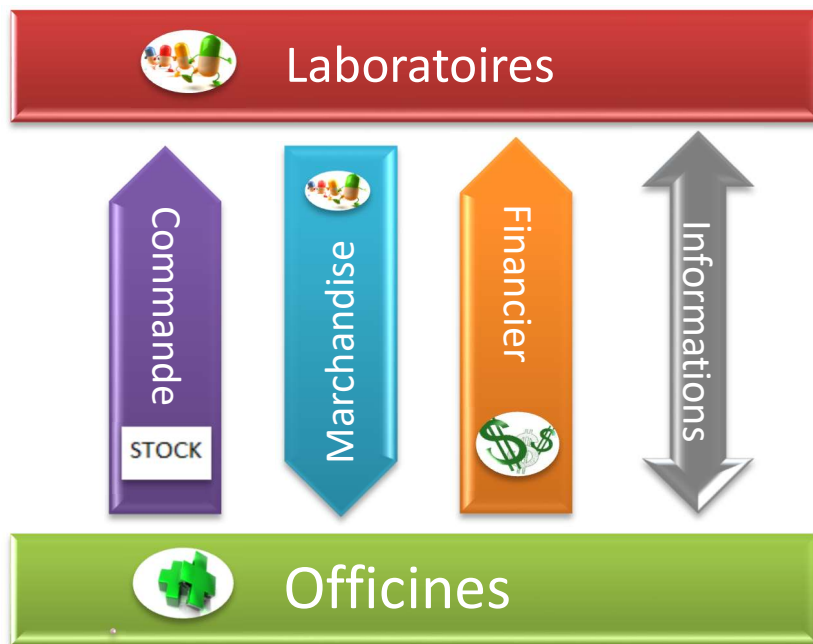 Laboratoires
Commande
STOCK
Marchandise
Financier
Informations
Officines